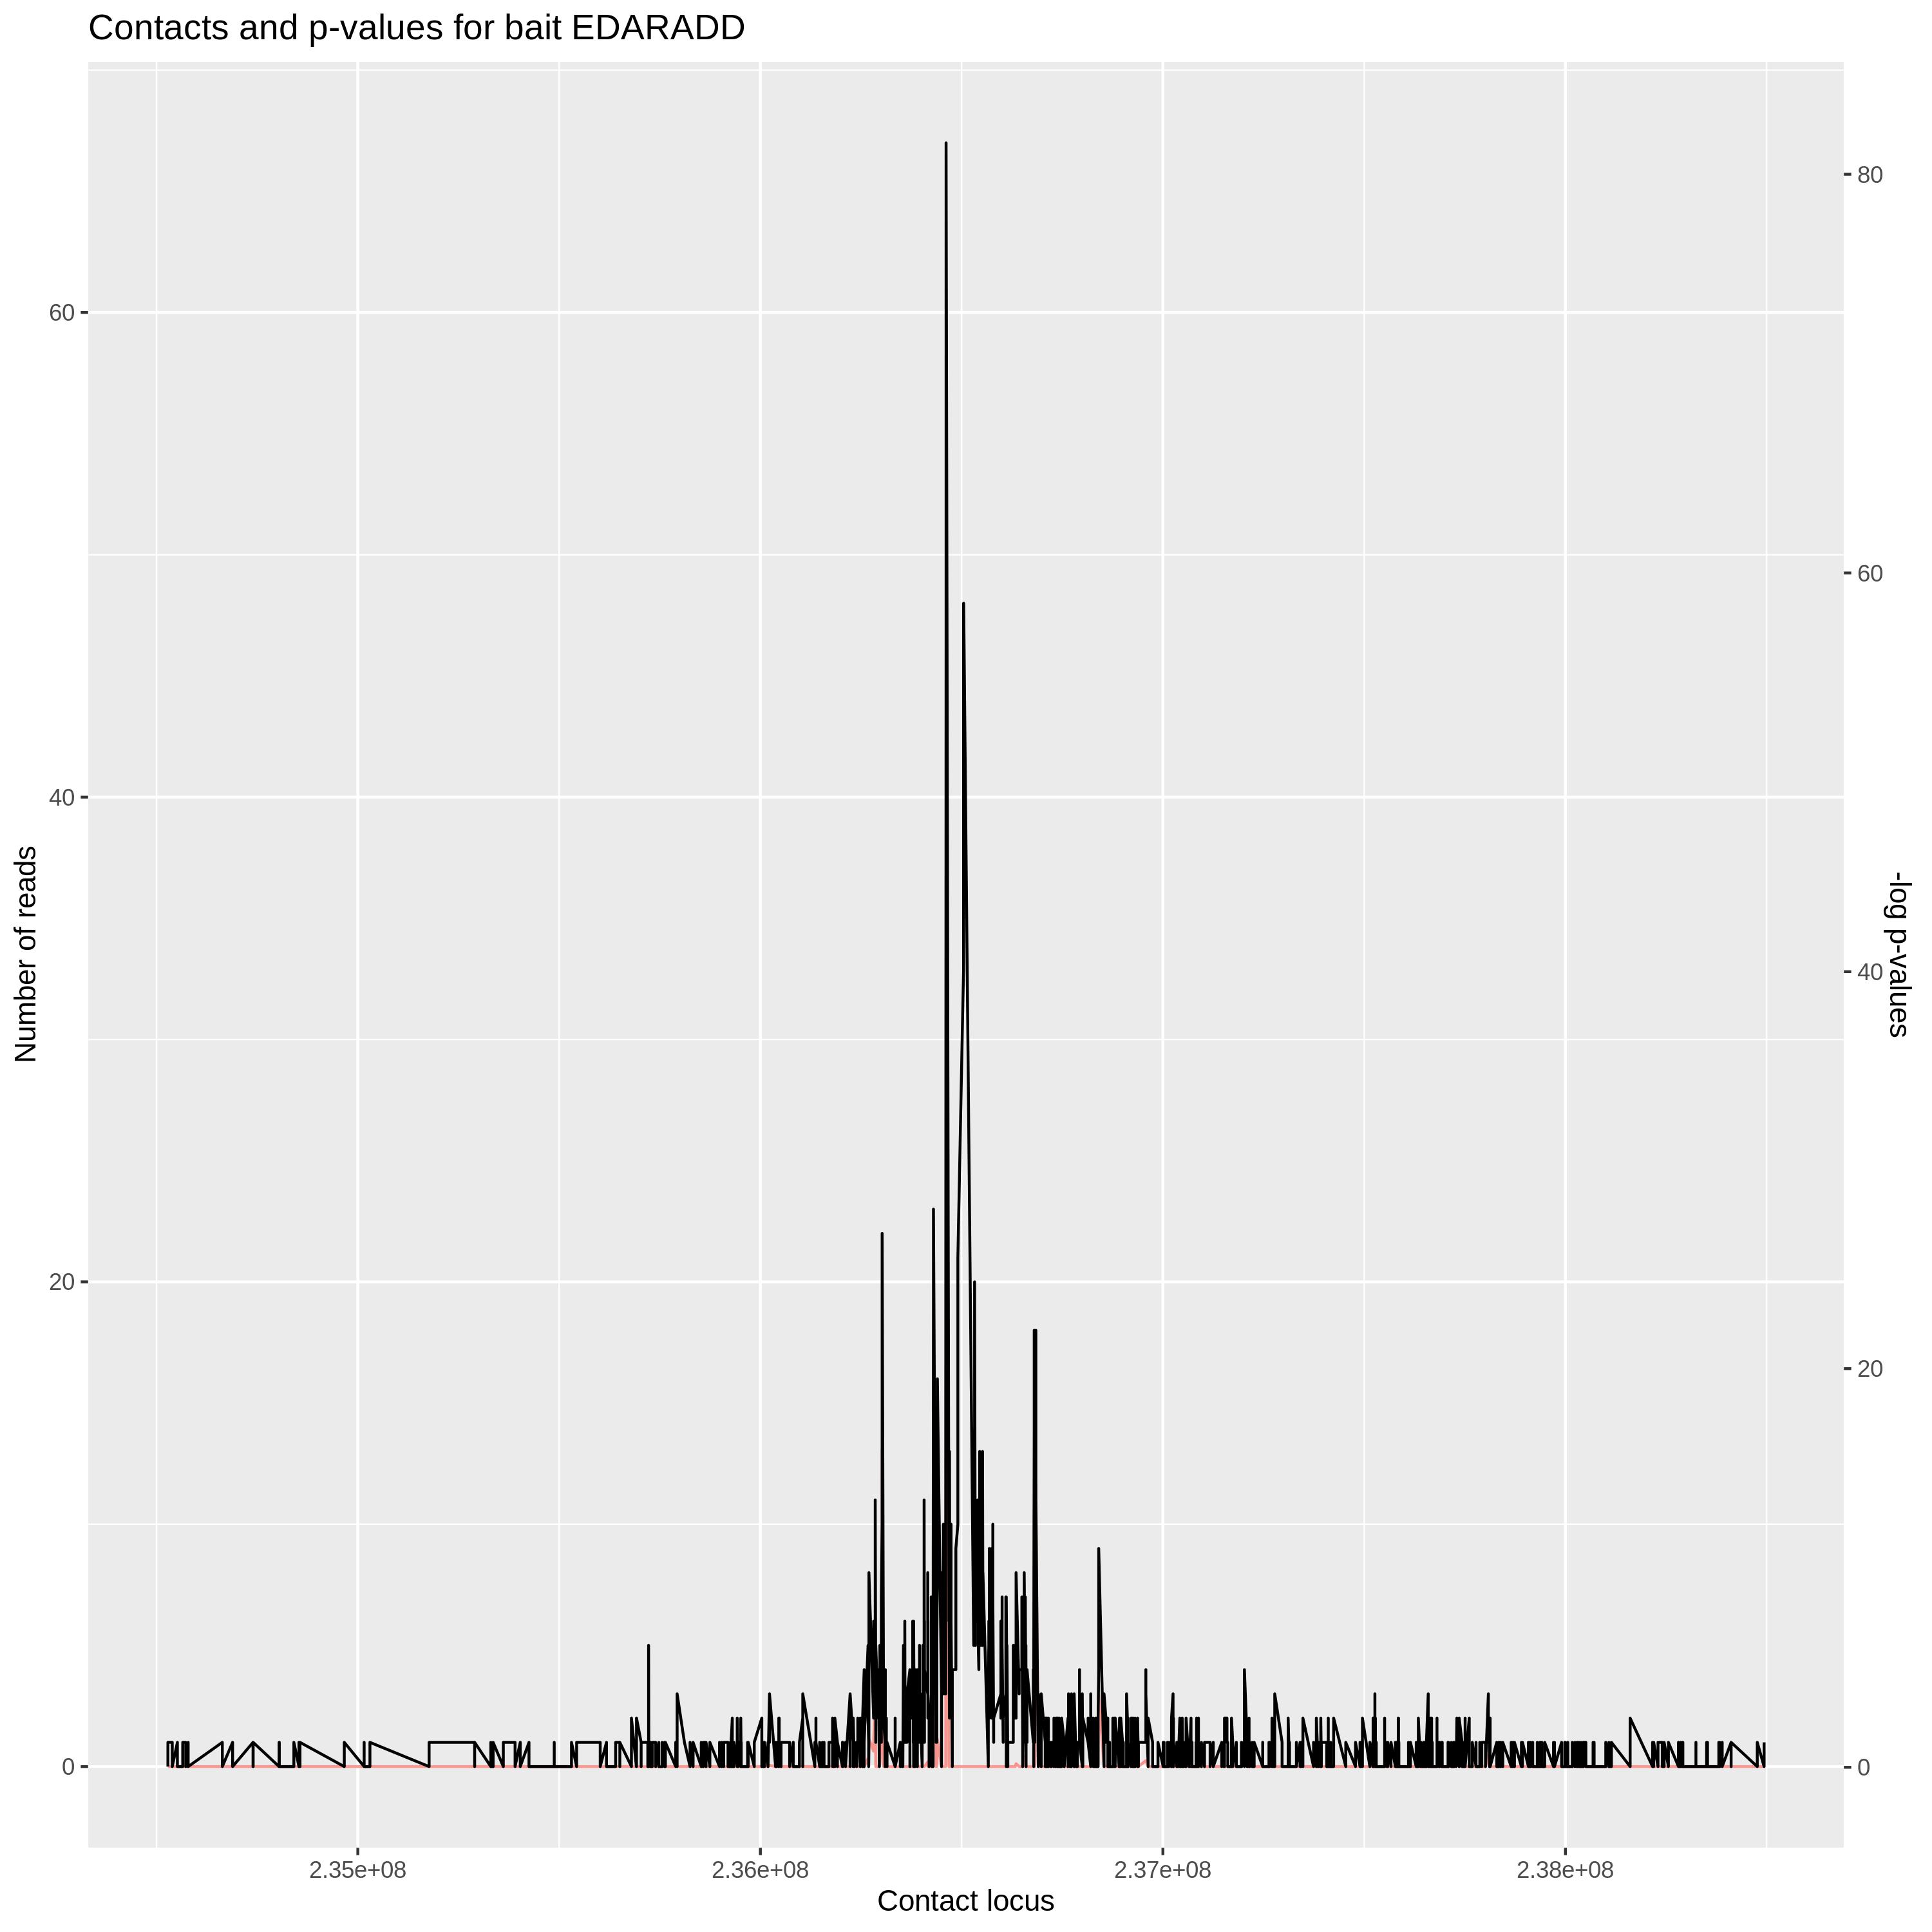 Contacts and p-values for bait EDARADD
Number of reads
60
40
20
0
80
60
40
20
0
-log p-values
2.35e+08 2.36e+08 2.37e+08 2.38e+08
Contact locus